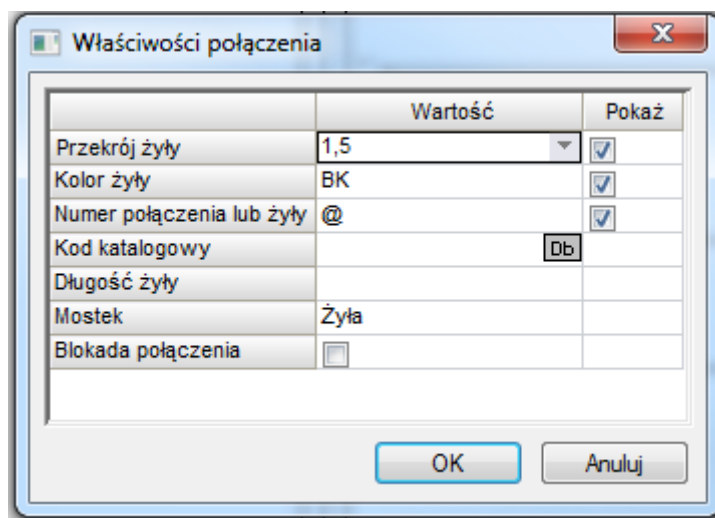 Właściwości połączenia
Wartość Pokaż
Przekrój żyły 1,5
Kolor żyły BK
Numer połączenia lub żyły @
Kod katalogowy Db
Długość żyły
Mostek Żyła
Blokada połączenia
OK Anuluj